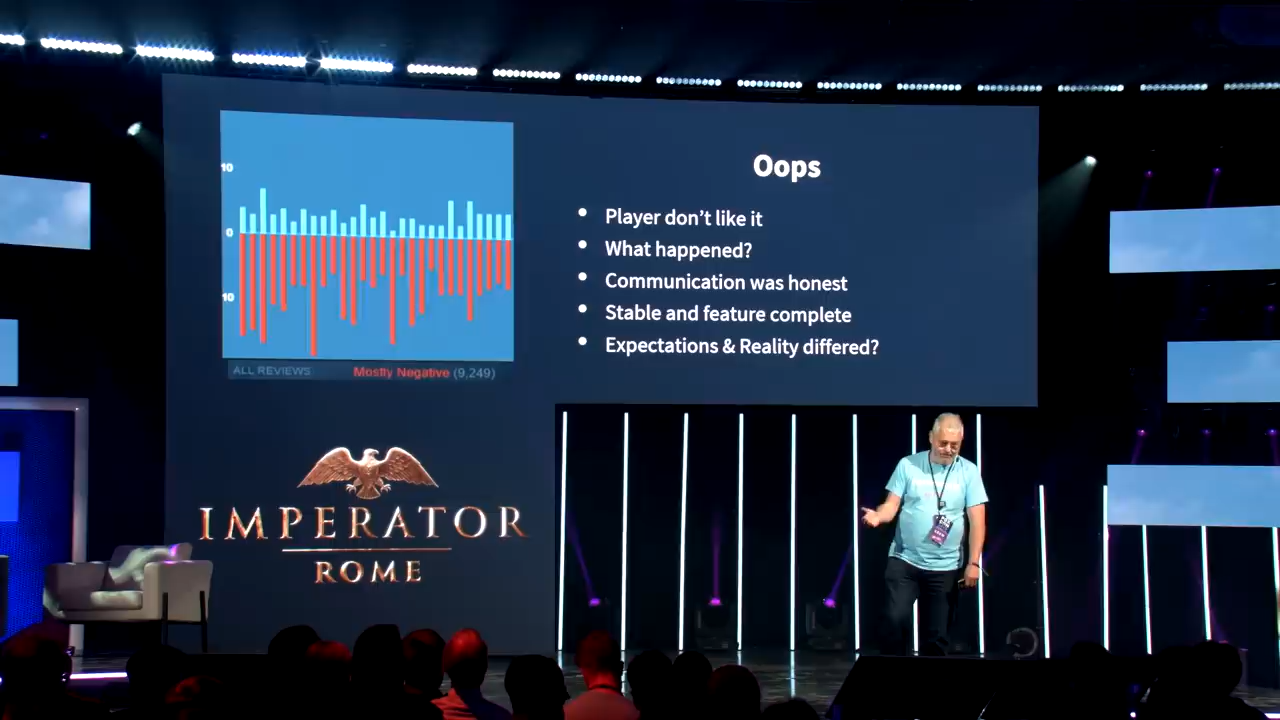 10
0
10
ALL REVIEWS Mostly Negative (9,249)
IMPERATOR
ROME
Oops
Player don't like it
What happened?
Communication was honest
Stable and feature complete
Expectations & Reality differed?